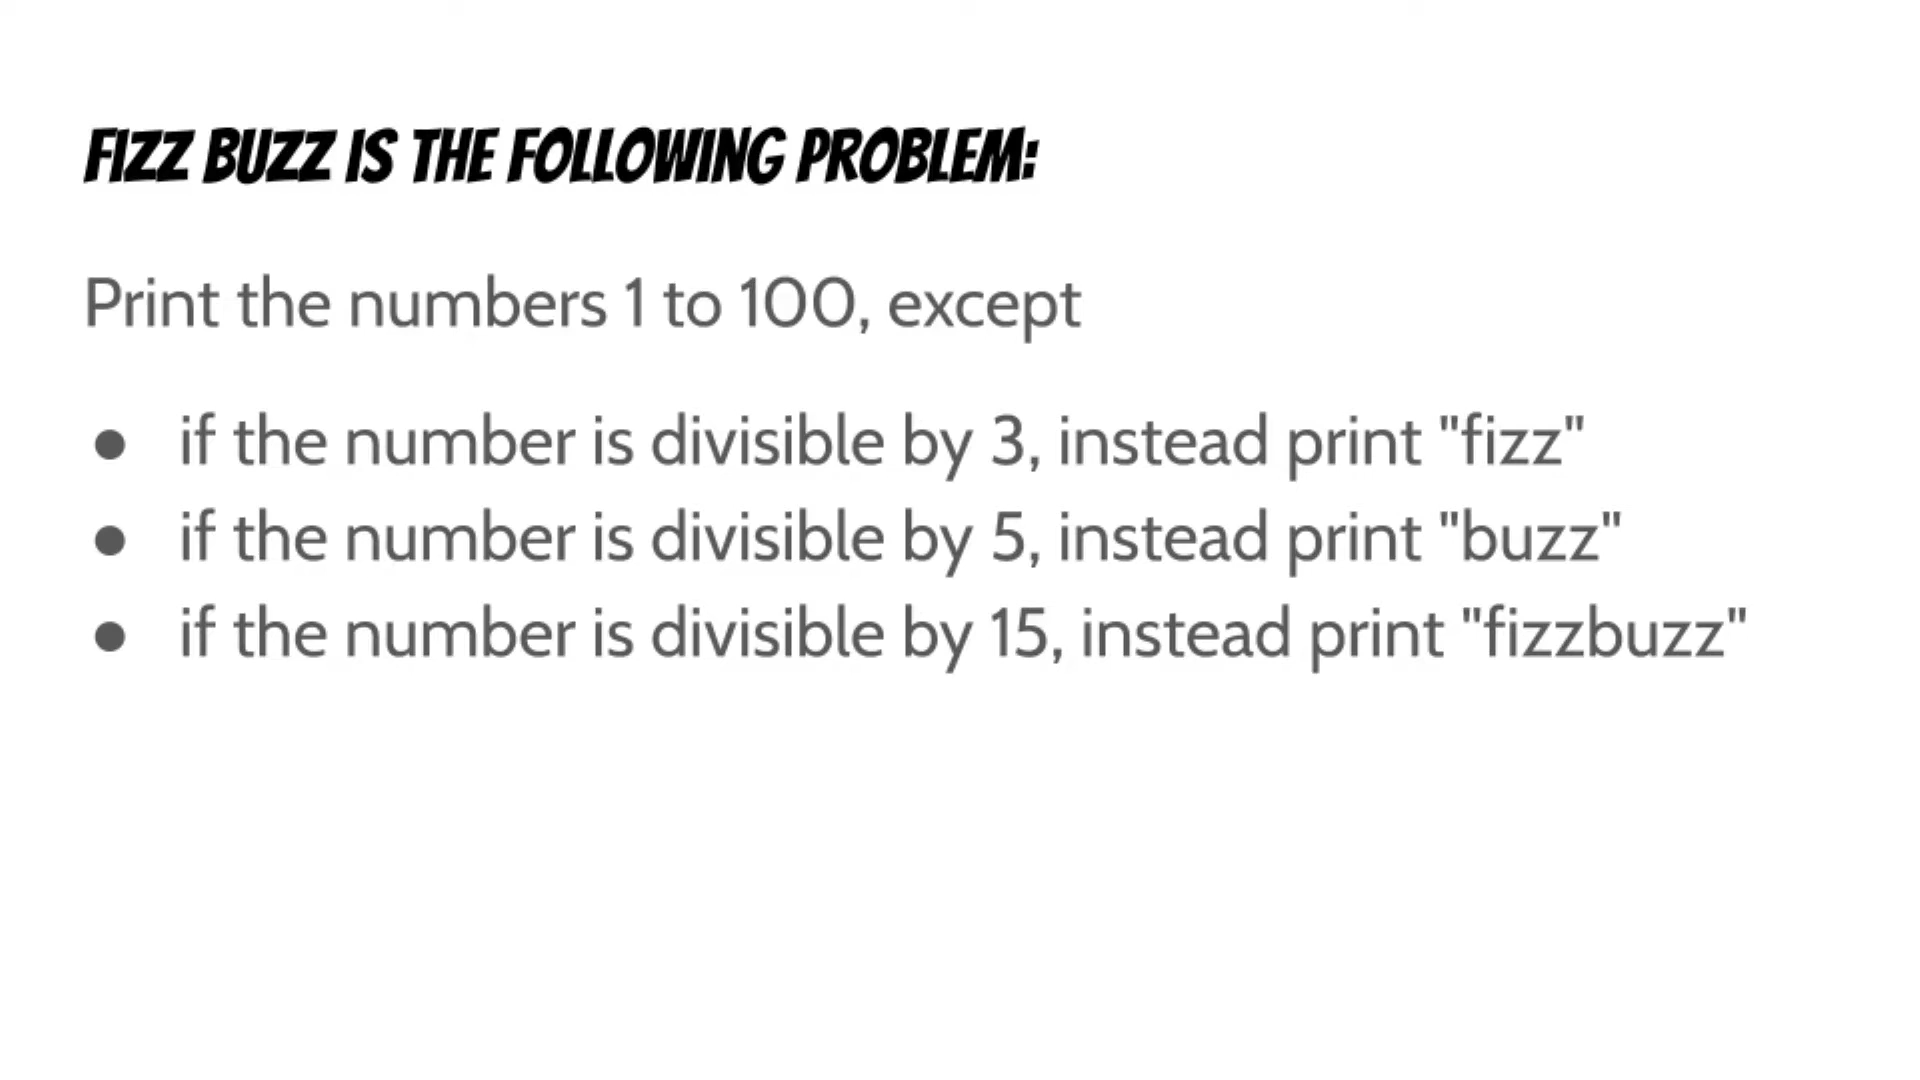 FIZZ BUZZ IS THE FOLLOWING PROBLEM:
Print the numbers 1 to 100, except
● if the number is divisible by 3, instead print "fizz"
● if the number is divisible by 5, instead print "buzz"
● if the number is divisible by 15, instead print "fizzbuzz"